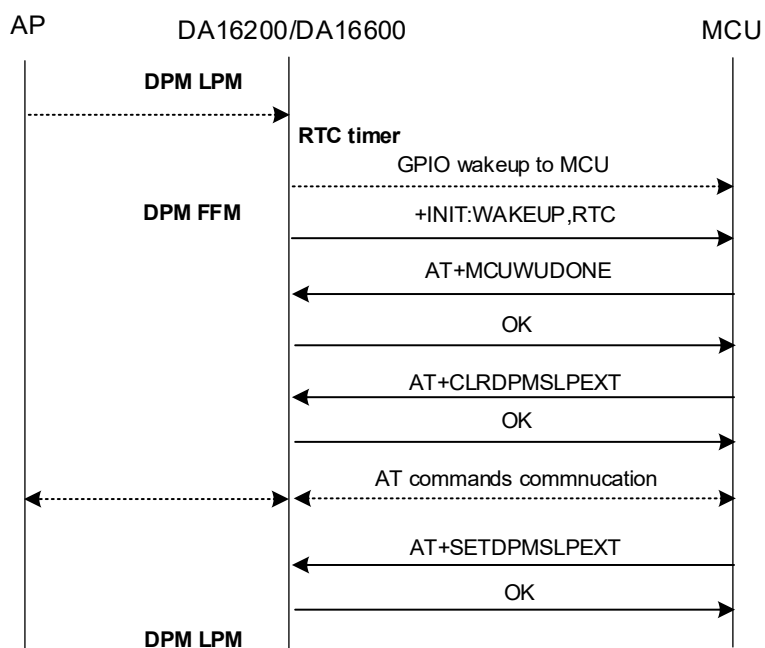 AP DA16200/DA16600 MCU
DPM LPM
RTC timer
GPIO wakeup to MCU
DPM FFM +INIT:WAKEUP,RTC
AT+MCUWUDONE
OK
AT+CLRDPMSLPEXT
OK
AT commands commnucation
AT+SETDPMSLPEXT
OK
DPM LPM